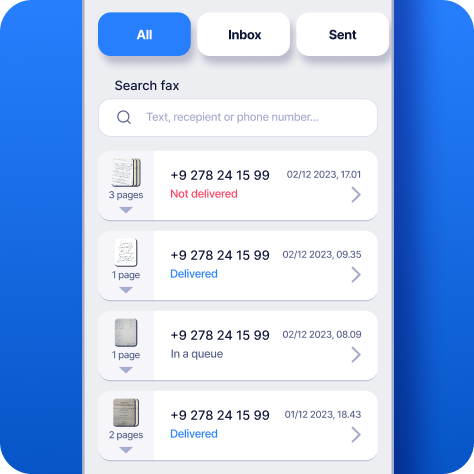 All Inbox Sent
Search fax
Text, recepient or phone number...
+9 278 24 15 99 02/12 2023, 17.01
3 pages Not delivered
+9 278 24 15 99 02/12 2023, 09.35
1 page Delivered
+9 278 24 15 99 02/12 2023, 08.09
1 page In a queue
+9 278 24 15 99 01/12 2023, 18.43
2 pages Delivered